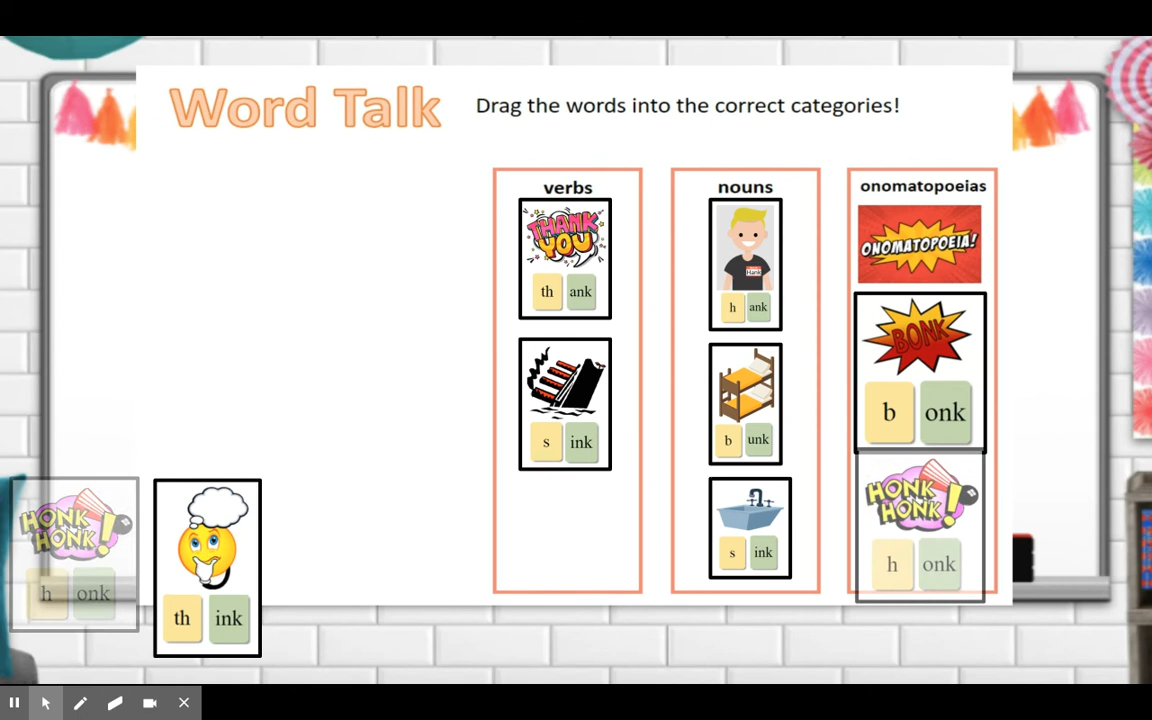 Word Talk
Drag the words into the correct categories!
verbs
nouns
onomatopoeias
THANK
YOU
th ank
s ink
Hank
h ank
b unk
s ink
ONOMATOPOEIA!
BONK
b onk
HONK
HONK!
h onk
HONK
HONK!
h onk
th ink